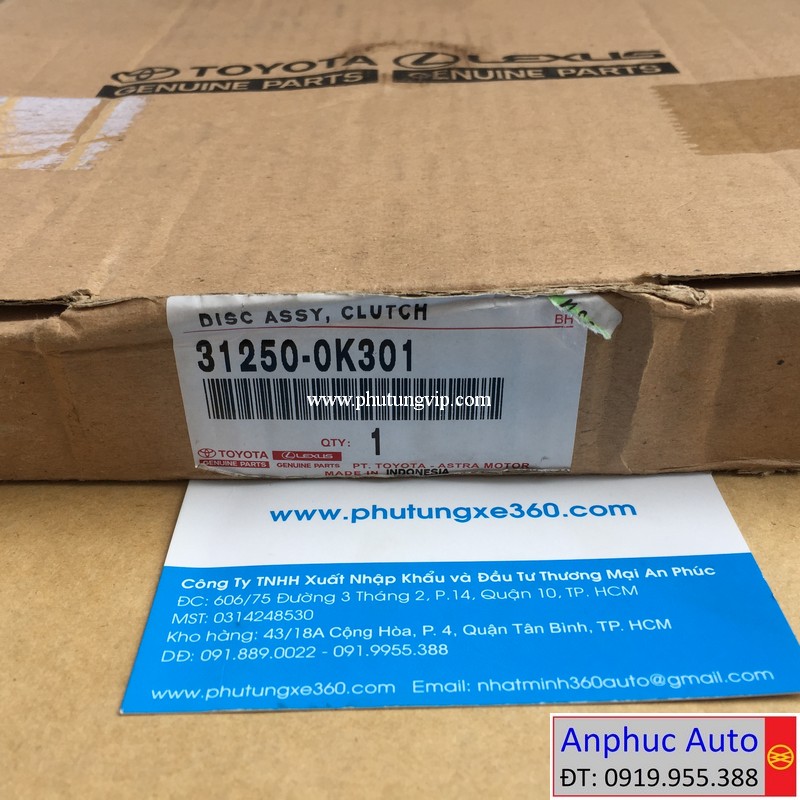 TOYOTA LEXUS
GENUINE PARTS GENUINE PARTS
DISC ASSY, CLUTCH
BH
31250-0K301
www.phutungvip.com
QTY: 1
TOYOTA LEXUS
GENUINE PARTS GENUINE PARTS PT. TOYOTA - ASTRA MOTOR
MADE IN INDONESIA
www.phutungxe360.com
Công Ty TNHH Xuất Nhập Khẩu và Đầu Tư Thương Mại An Phúc
ĐC: 606/75 Đường 3 Tháng 2, P.14, Quận 10, TP. HCM
MST: 0314248530
Kho hàng: 43/18A Cộng Hòa, P. 4, Quận Tân Bình, TP. HCM
DĐ: 091.889.0022 - 091.9955.388
www.phutungxe360.com Email: nhatminh360auto@gmail.com
Anphuc Auto
ĐT: 0919.955.388